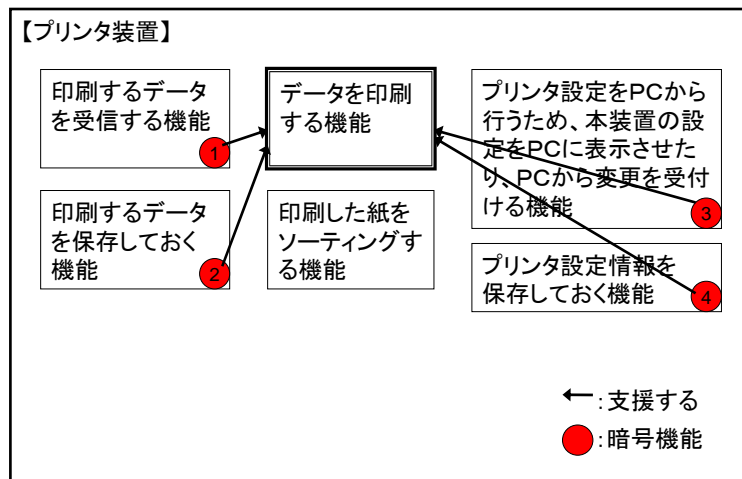 【プリンタ装置】
印刷するデータ
を受信する機能
1
データを印刷
する機能
プリンタ設定をPCから
行うため、本装置の設
定をPCに表示させた
り、PCから変更を受付
ける機能
3
印刷するデータ
を保存しておく
機能
2
印刷した紙を
ソーティングす
る機能
プリンタ設定情報を
保存しておく機能
4
:支援する
:暗号機能